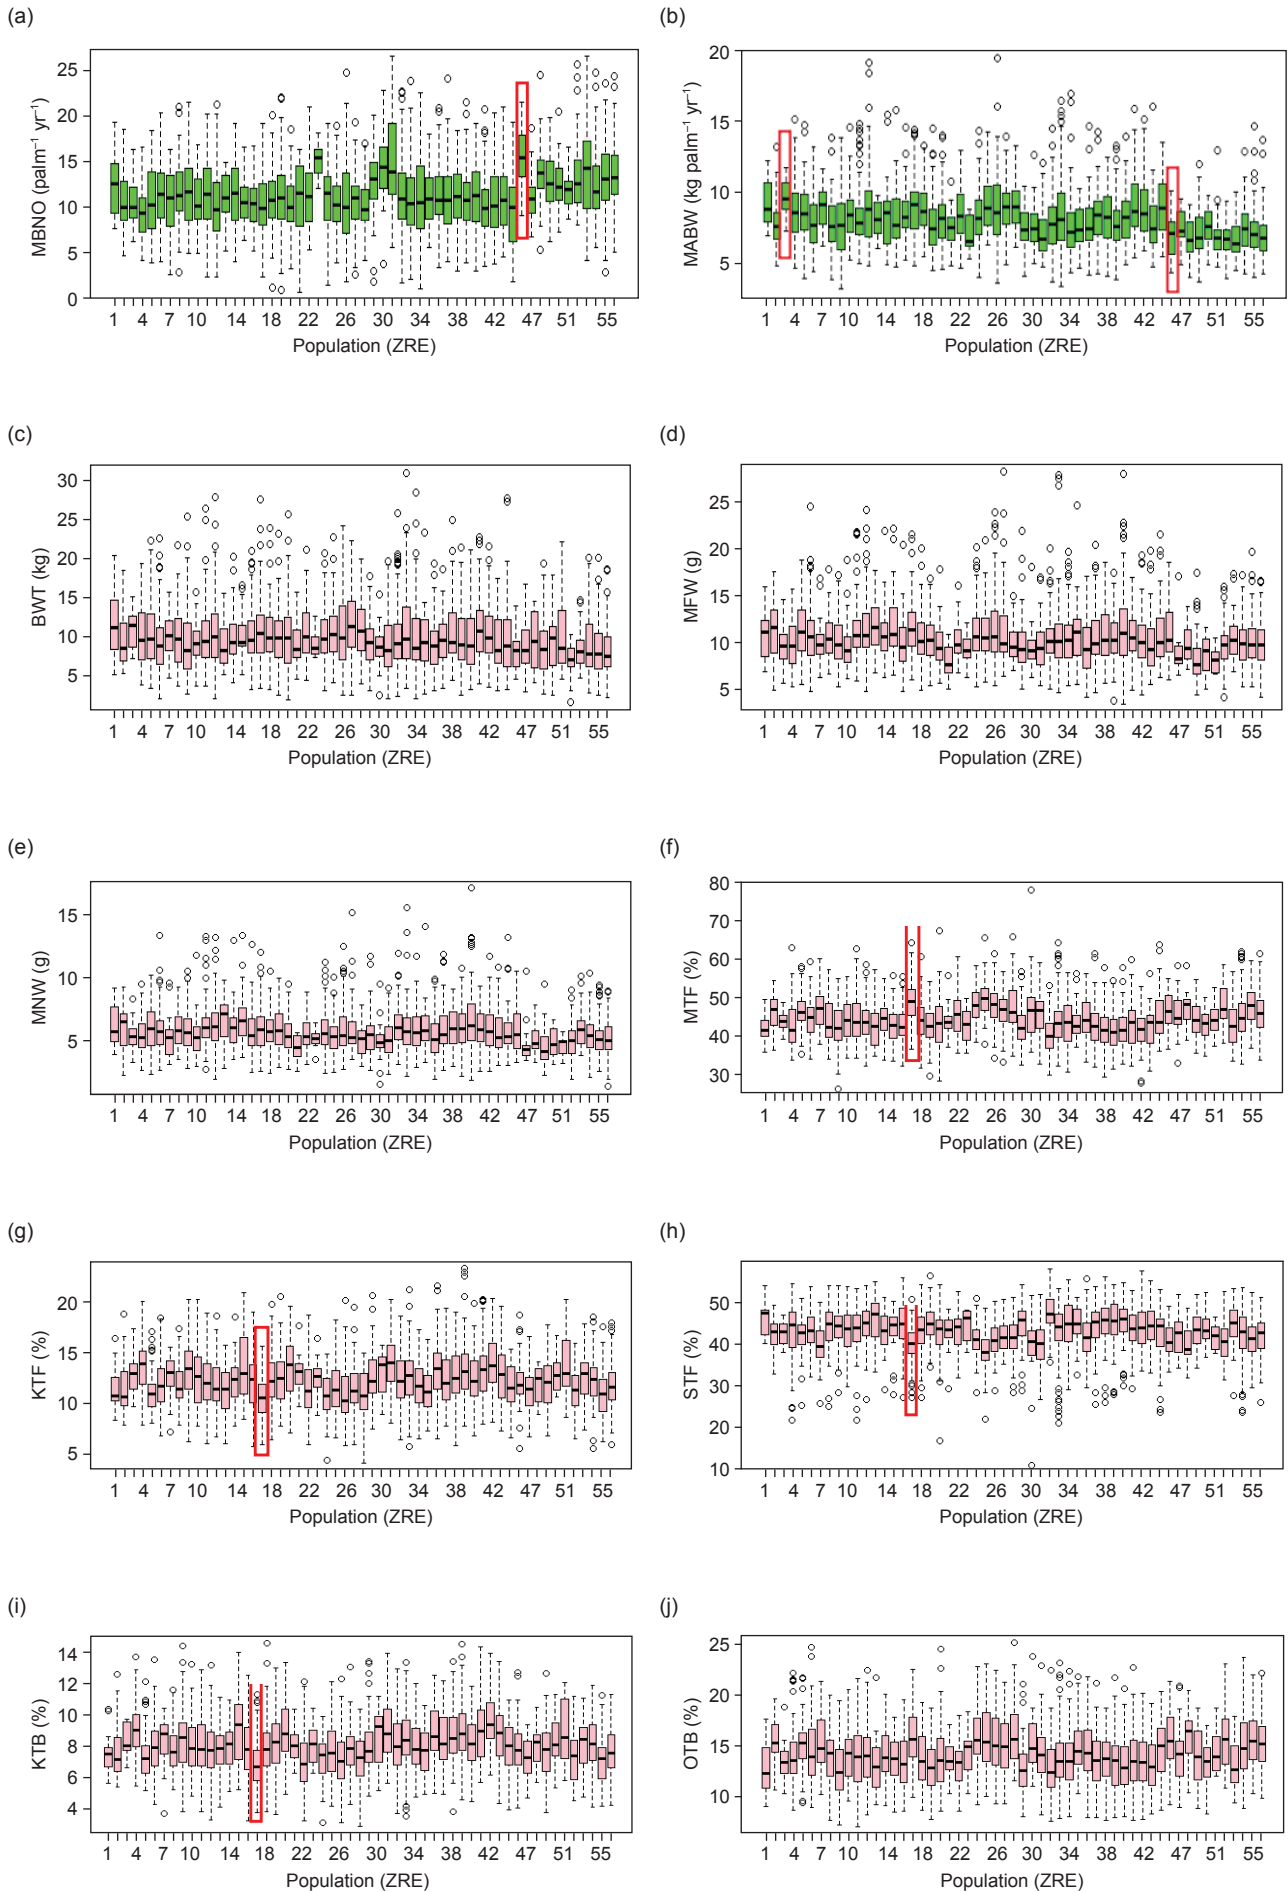 (a)
MBNO (palm⁻¹ yr⁻¹)
25
20
15
10
5
0
1 4 7 10 14 18 22 26 30 34 38 42 47 51 55
Population (ZRE)
(b)
MABW (kg palm⁻¹ yr⁻¹)
20
15
10
5
1 4 7 10 14 18 22 26 30 34 38 42 47 51 55
Population (ZRE)
(c)
BWT (kg)
30
25
20
15
10
5
1 4 7 10 14 18 22 26 30 34 38 42 47 51 55
Population (ZRE)
(d)
MFW (g)
25
20
15
10
5
1 4 7 10 14 18 22 26 30 34 38 42 47 51 55
Population (ZRE)
(e)
MNW (g)
15
10
5
1 4 7 10 14 18 22 26 30 34 38 42 47 51 55
Population (ZRE)
(f)
MTF (%)
80
70
60
50
40
30
1 4 7 10 14 18 22 26 30 34 38 42 47 51 55
Population (ZRE)
(g)
KTF (%)
20
15
10
5
1 4 7 10 14 18 22 26 30 34 38 42 47 51 55
Population (ZRE)
(h)
STF (%)
50
40
30
20
10
1 4 7 10 14 18 22 26 30 34 38 42 47 51 55
Population (ZRE)
(i)
KTB (%)
14
12
10
8
6
4
1 4 7 10 14 18 22 26 30 34 38 42 47 51 55
Population (ZRE)
(j)
OTB (%)
25
20
15
10
1 4 7 10 14 18 22 26 30 34 38 42 47 51 55
Population (ZRE)